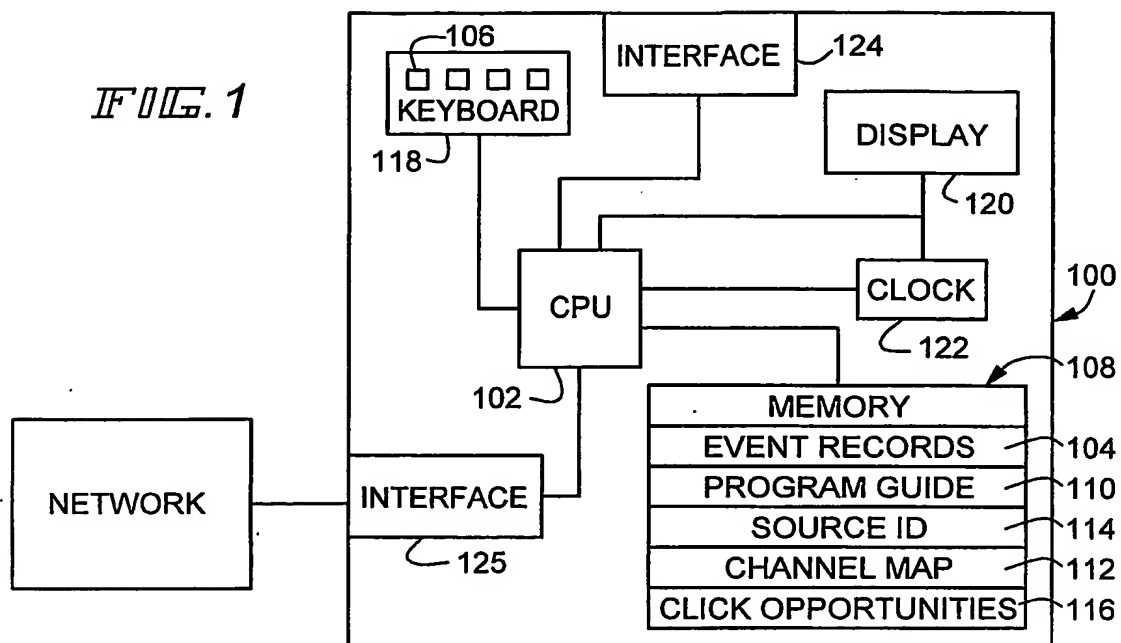 FIG. 1
106
KEYBOARD
118
INTERFACE
124
DISPLAY
120
CPU
102
CLOCK
122
100
108
MEMORY
EVENT RECORDS
104
PROGRAM GUIDE
110
SOURCE ID
114
CHANNEL MAP
112
CLICK OPPORTUNITIES
116
NETWORK
INTERFACE
125